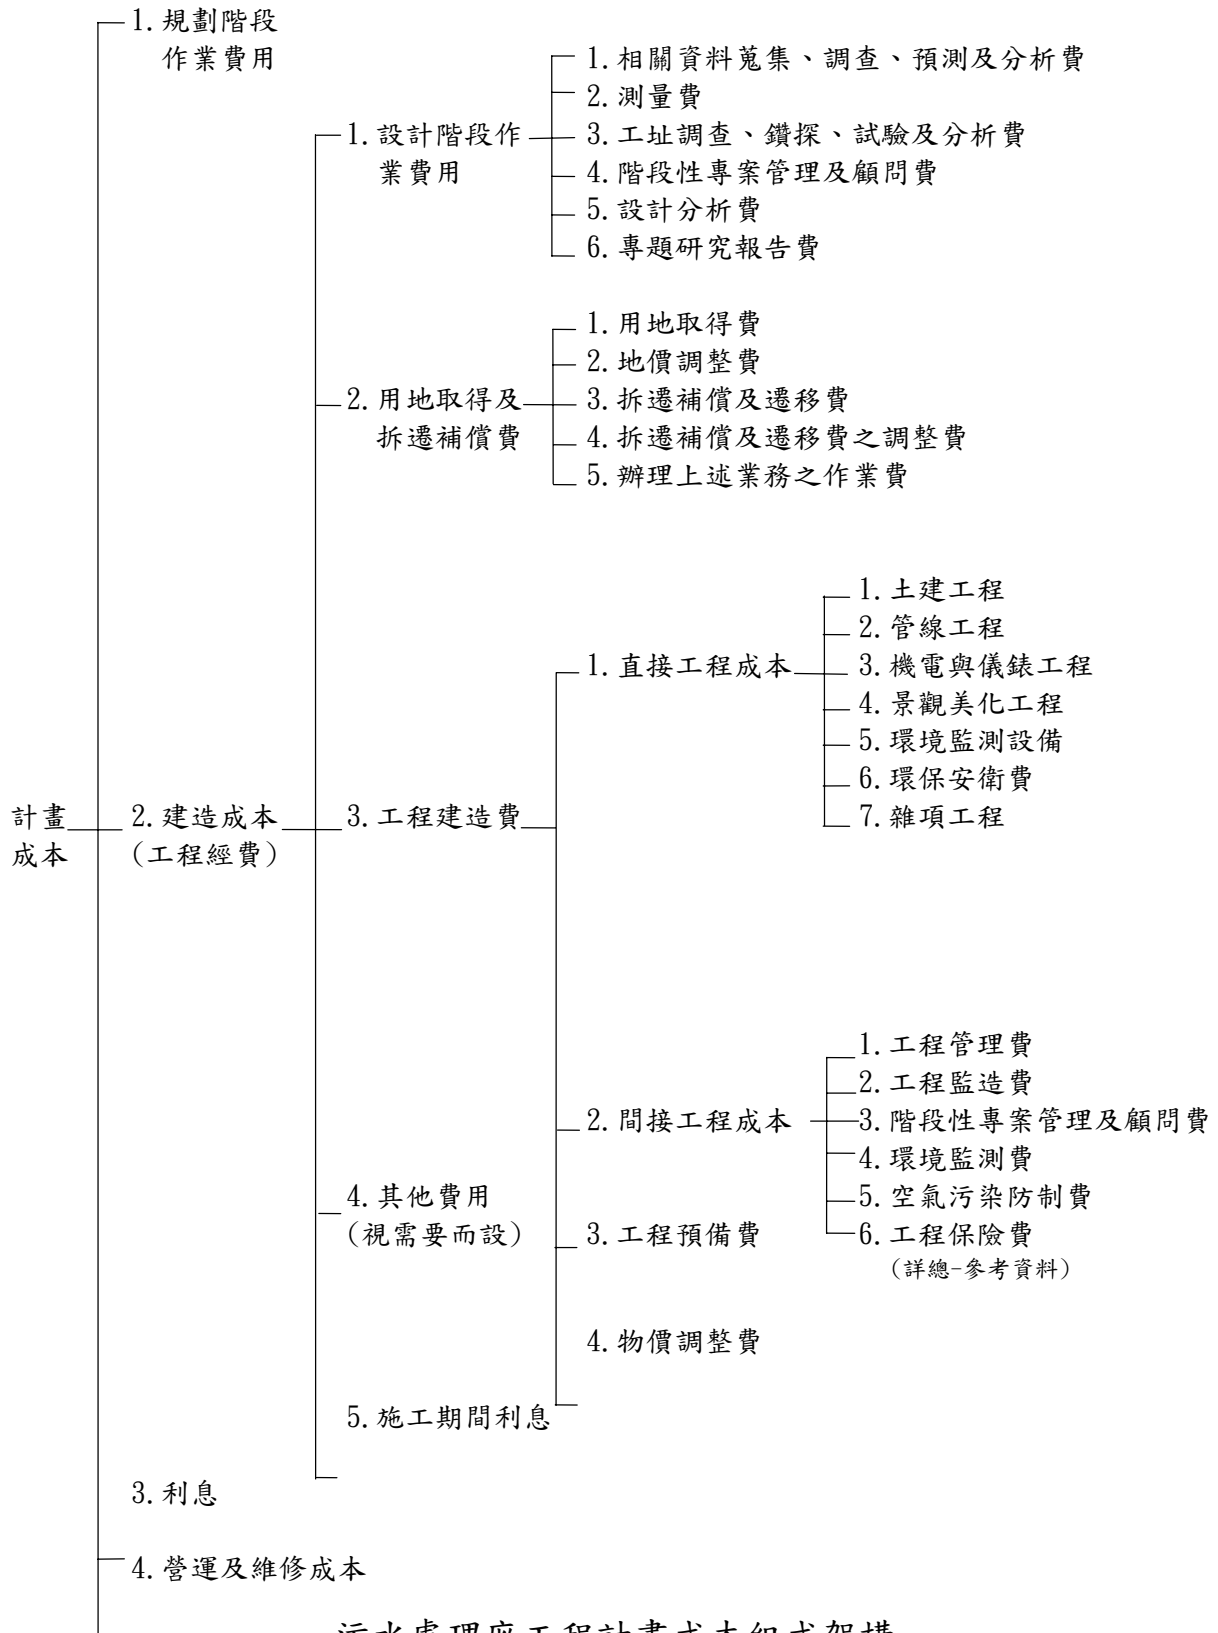 1.規劃階段
作業費用
1.相關資料蒐集、調查、預測及分析費
2.測量費
1.設計階段作
業費用
3.工址調查、鑽探、試驗及分析費
4.階段性專案管理及顧問費
5.設計分析費
6.專題研究報告費
1.用地取得費
2.地價調整費
2.用地取得及
拆遷補償費
3.拆遷補償及遷移費
4.拆遷補償及遷移費之調整費
5.辦理上述業務之作業費
1.土建工程
2.管線工程
1.直接工程成本
3.機電與儀錶工程
4.景觀美化工程
5.環境監測設備
6.環保安衛費
7.雜項工程
計畫
成本
2.建造成本
(工程經費)
3.工程建造費
1.工程管理費
2.工程監造費
2.間接工程成本
3.階段性專案管理及顧問費
4.環境監測費
5.空氣污染防制費
6.工程保險費
(詳總-參考資料)
4.其他費用
(視需要而設)
3.工程預備費
4.物價調整費
5.施工期間利息
3.利息
4.營運及維修成本
污水處理廠工程計畫成本組成架構